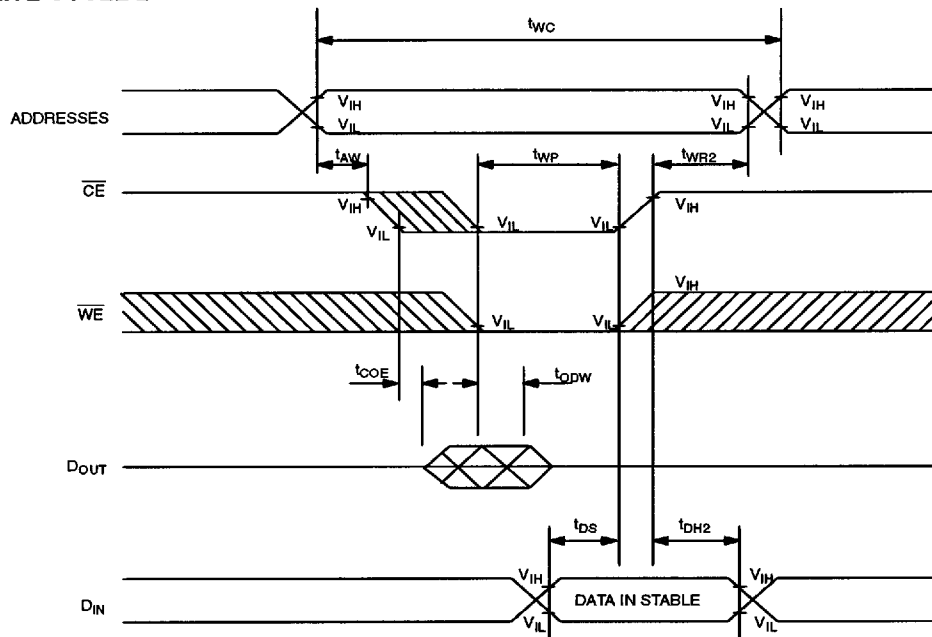 tWC
ADDRESSES
VIH
VIL
VIH
VIL
VIH
VIL
tAW
tWP
tWR2
CE
VIH
VIL
VIL
VIL
VIH
WE
VIL
VIL
VIH
tCOE
tODW
DOUT
tDS
tDH2
DIN
VIH
VIL
DATA IN STABLE
VIH
VIL